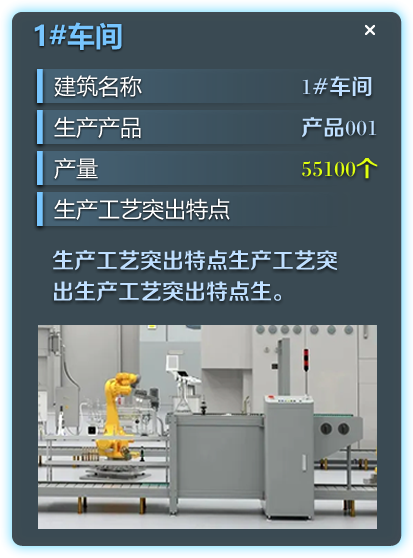 1#车间 ×
建筑名称 1#车间
生产产品 产品001
产量 55100个
生产工艺突出特点
生产工艺突出特点生产工艺突
出生产工艺突出特点生。